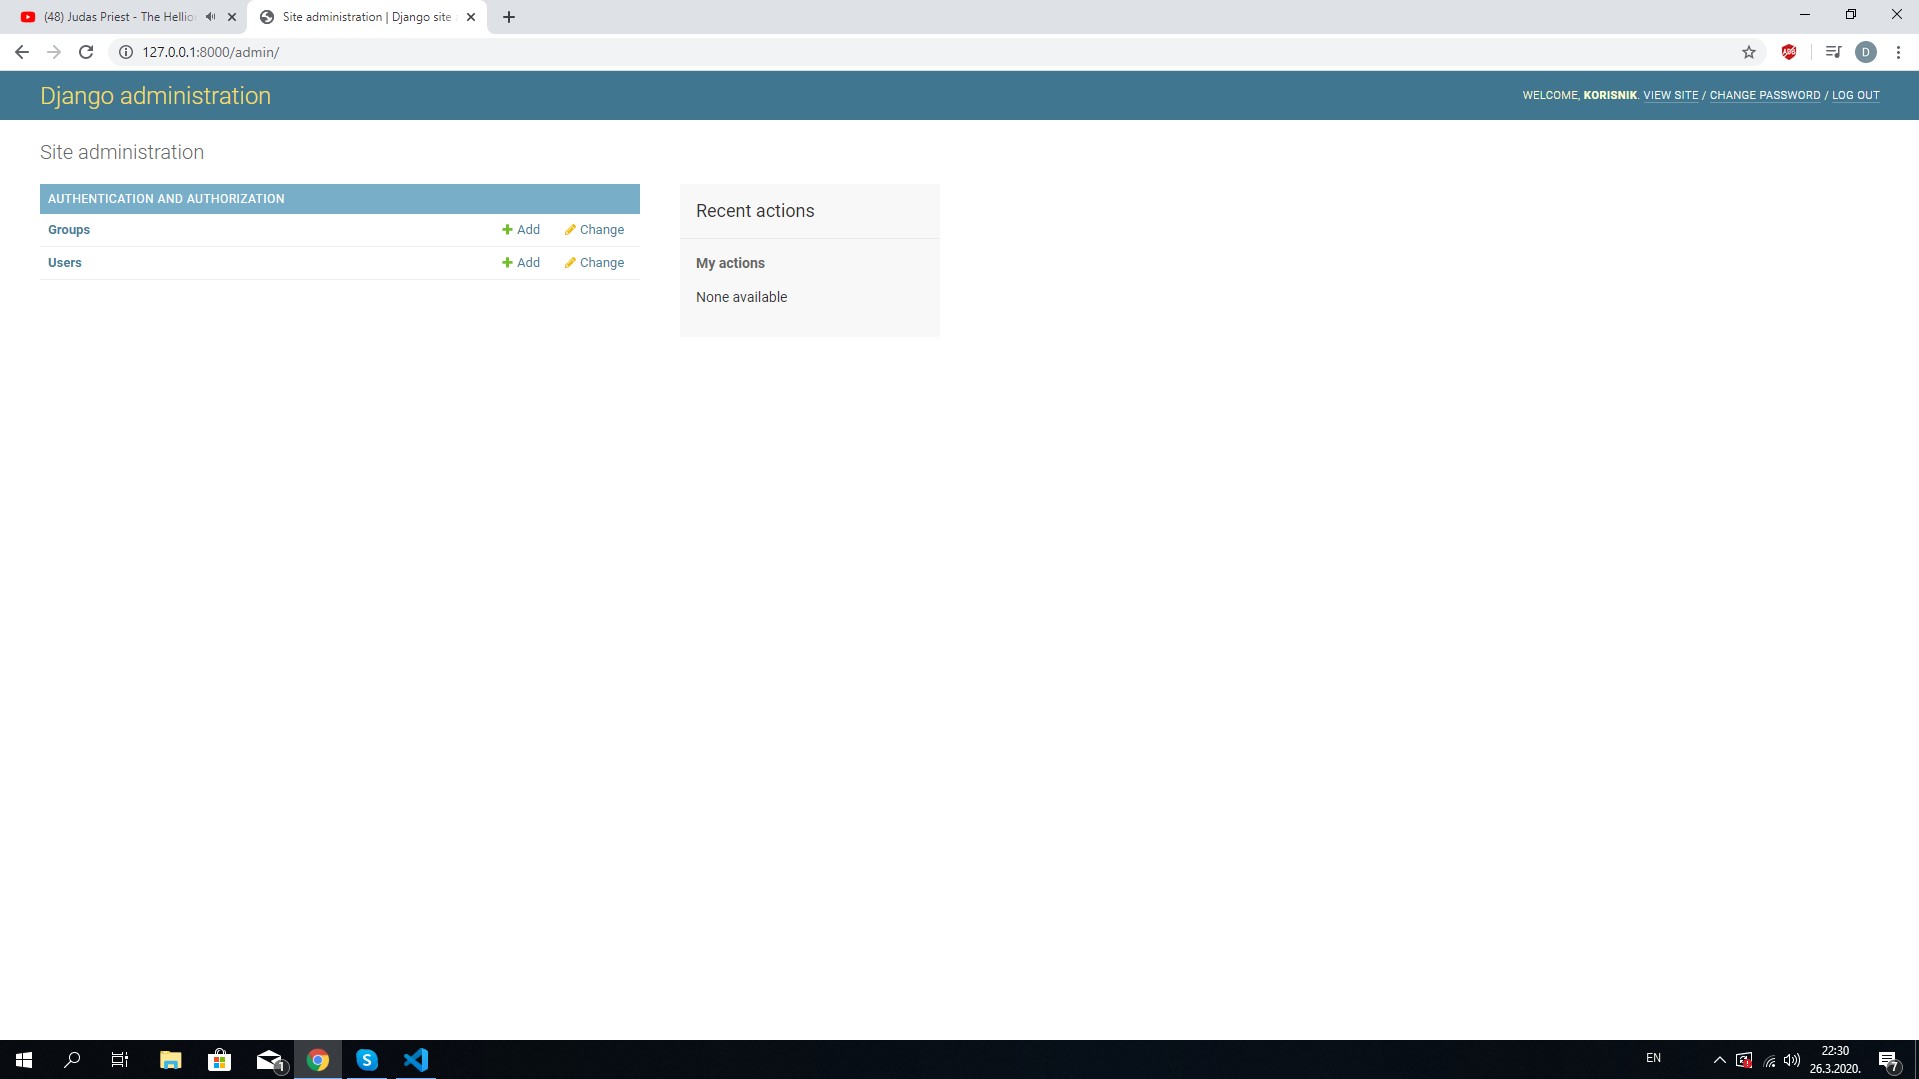 (48) Judas Priest - The Hellio
Site administration | Django site
127.0.0.1:8000/admin/
D
Django administration
WELCOME, KORISNIK. VIEW SITE / CHANGE PASSWORD / LOG OUT
Site administration
AUTHENTICATION AND AUTHORIZATION
Groups
Add
Change
Users
Add
Change
Recent actions
My actions
None available
1
S
EN
22:30
26.3.2020.
7